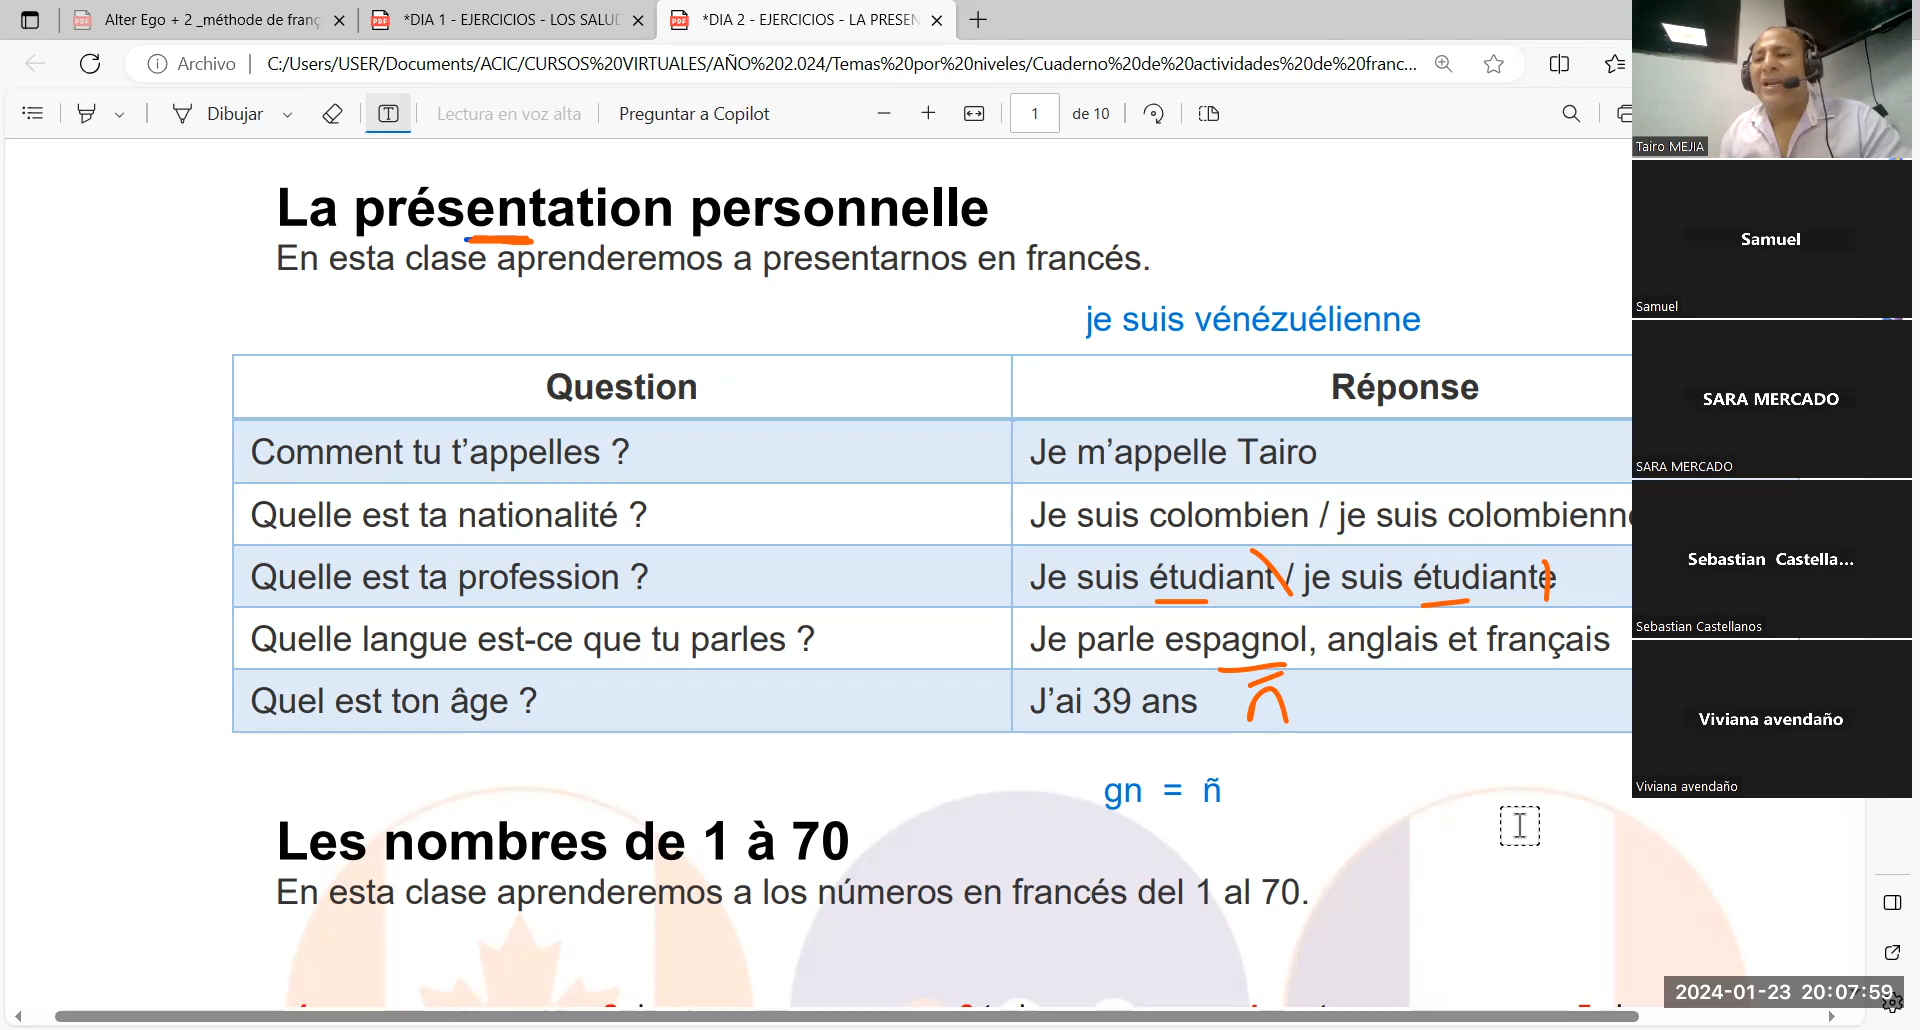 Alter Ego + 2 _méthode de franç
*DIA 1 - EJERCICIOS - LOS SALUD
*DIA 2 - EJERCICIOS - LA PRESEN
Archivo
C:/Users/USER/Documents/ACIC/CURSOS%20VIRTUALES/AÑO%202.024/Temas%20por%20niveles/Cuaderno%20de%20actividades%20de%20franc...
Dibujar
Lectura en voz alta
Preguntar a Copilot
1 de 10
La présentation personnelle
En esta clase aprenderemos a presentarnos en francés.
je suis vénézuélienne
Question Réponse
Comment tu t’appelles ? Je m’appelle Tairo
Quelle est ta nationalité ? Je suis colombien / je suis colombienne
Quelle est ta profession ? Je suis étudiant / je suis étudiante
Quelle langue est-ce que tu parles ? Je parle espagnol, anglais et français
Quel est ton âge ? J’ai 39 ans
ñ
gn = ñ
Les nombres de 1 à 70
En esta clase aprenderemos a los números en francés del 1 al 70.
Tairo MEJIA
Samuel
Samuel
SARA MERCADO
SARA MERCADO
Sebastian Castella...
Sebastian Castellanos
Viviana avendaño
Viviana avendaño
2024-01-23 20:07:59